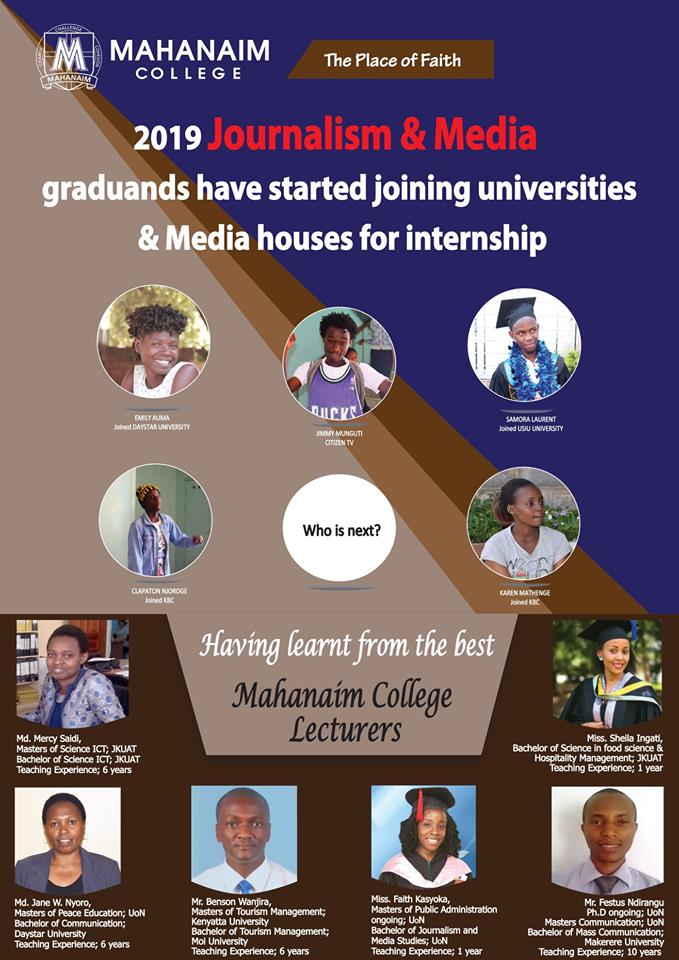 CHALLENGE
CHANGE
COHESION
MAHANAIM
MAHANAIM
COLLEGE
The Place of Faith
2019 Journalism & Media
graduands have started joining universities
& Media houses for internship
EMILY AUMA
Joined DAYSTAR UNIVERSITY
BUCKS
JIMMY MUNGUTI
CITIZEN TV
SAMORA LAURENT
Joined USIU UNIVERSITY
CLAPATON NJOROGE
Joined KBC
Who is next?
KAREN MATHENGE
Joined KBC
Having learnt from the best
Mahanaim College
Lecturers
Md. Mercy Saidi,
Masters of Science ICT; JKUAT
Bachelor of Science ICT; JKUAT
Teaching Experience; 6 years
Miss. Sheila Ingati,
Bachelor of Science in food science &
Hospitality Management; JKUAT
Teaching Experience; 1 year
Md. Jane W. Nyoro,
Masters of Peace Education; UoN
Bachelor of Communication;
Daystar University
Teaching Experience; 6 years
Mr. Benson Wanjira,
Masters of Tourism Management;
Kenyatta University
Bachelor of Tourism Management;
Moi University
Teaching Experience; 6 years
Miss. Faith Kasyoka,
Masters of Public Administration
ongoing; UoN
Bachelor of Journalism and
Media Studies; UoN
Teaching Experience; 1 year
Mr. Festus Ndirangu
Ph.D ongoing; UoN
Masters Communication; UoN
Bachelor of Mass Communication;
Makerere University
Teaching Experience; 10 years